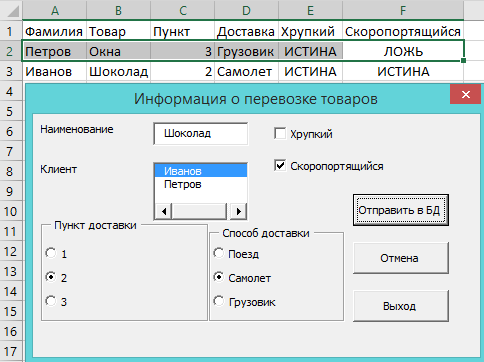 A B C D E F
1 Фамилия Товар Пункт Доставка Хрупкий Скоропортящийся
2 Петров Окна 3 Грузовик ИСТИНА ЛОЖЬ
3 Иванов Шоколад 2 Самолет ИСТИНА ИСТИНА
4
5 Информация о перевозке товаров
6 Наименование Шоколад Хрупкий
7
8 Клиент Иванов Скоропортящийся
9 Петров
10 Отправить в БД
11 Пункт доставки Способ доставки
12 1 Поезд Отмена
13 2 Самолет
14 3 Грузовик Выход
15
16
17